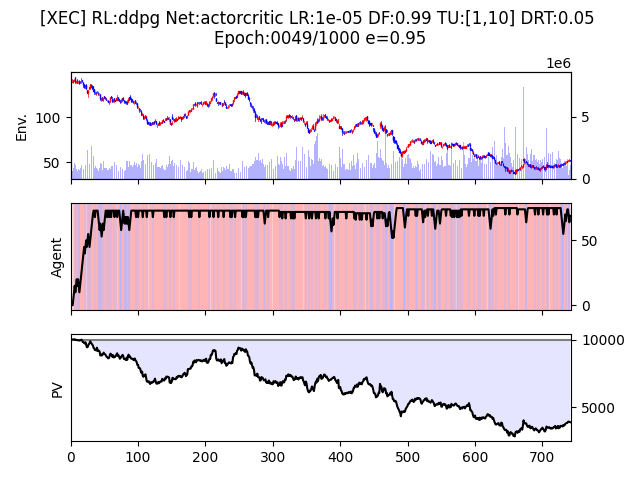 [XEC] RL:ddpg Net:actorcritic LR:1e-05 DF:0.99 TU:[1,10] DRT:0.05
Epoch:0049/1000 e=0.95
1e6
Env.
100
50
5
0
Agent
50
0
PV
10000
5000
0 100 200 300 400 500 600 700